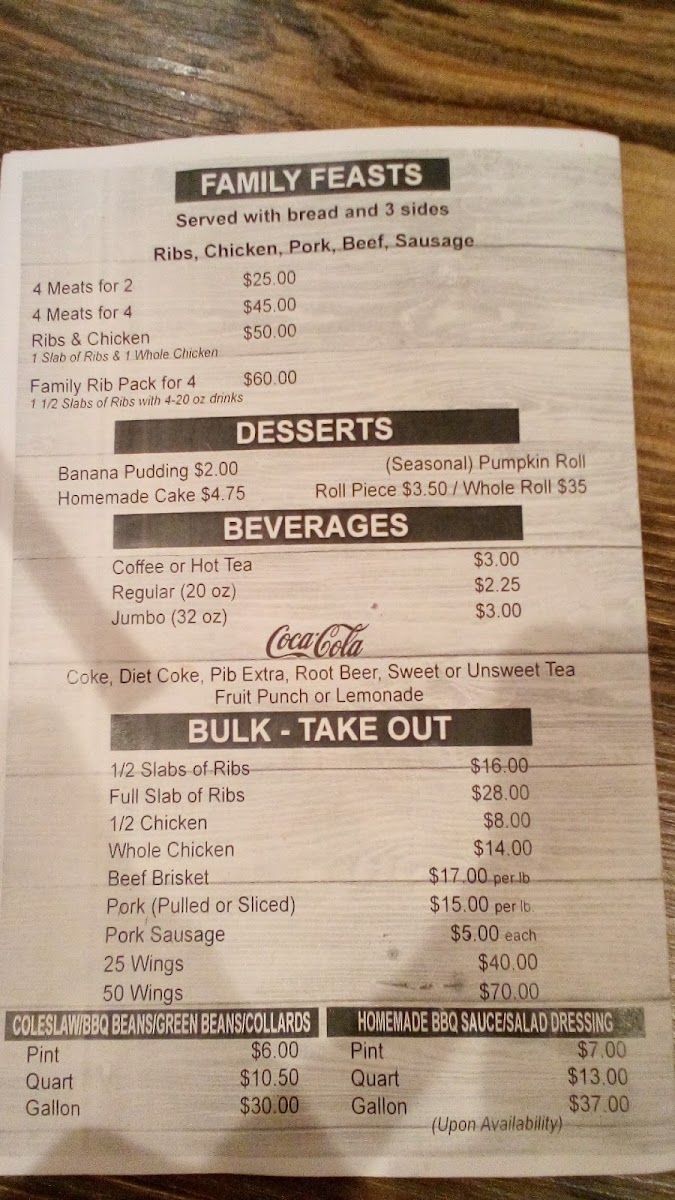 FAMILY FEASTS
Served with bread and 3 sides
Ribs, Chicken, Pork, Beef, Sausage
4 Meats for 2 $25.00
4 Meats for 4 $45.00
Ribs & Chicken $50.00
1 Slab of Ribs & 1 Whole Chicken
Family Rib Pack for 4 $60.00
1 1/2 Slabs of Ribs with 4-20 oz drinks
DESSERTS
Banana Pudding $2.00 (Seasonal) Pumpkin Roll
Homemade Cake $4.75 Roll Piece $3.50 / Whole Roll $35
BEVERAGES
Coffee or Hot Tea $3.00
Regular (20 oz) $2.25
Jumbo (32 oz) $3.00
Coca-Cola
Coke, Diet Coke, Pib Extra, Root Beer, Sweet or Unsweet Tea
Fruit Punch or Lemonade
BULK - TAKE OUT
1/2 Slabs of Ribs $16.00
Full Slab of Ribs $28.00
1/2 Chicken $8.00
Whole Chicken $14.00
Beef Brisket $17.00 per lb
Pork (Pulled or Sliced) $15.00 per lb.
Pork Sausage $5.00 each
25 Wings $40.00
50 Wings $70.00
COLESLAW/BBQ BEANS/GREEN BEANS/COLLARDS HOMEMADE BBQ SAUCE/SALAD DRESSING
Pint $6.00 Pint $7.00
Quart $10.50 Quart $13.00
Gallon $30.00 Gallon $37.00
(Upon Availability)